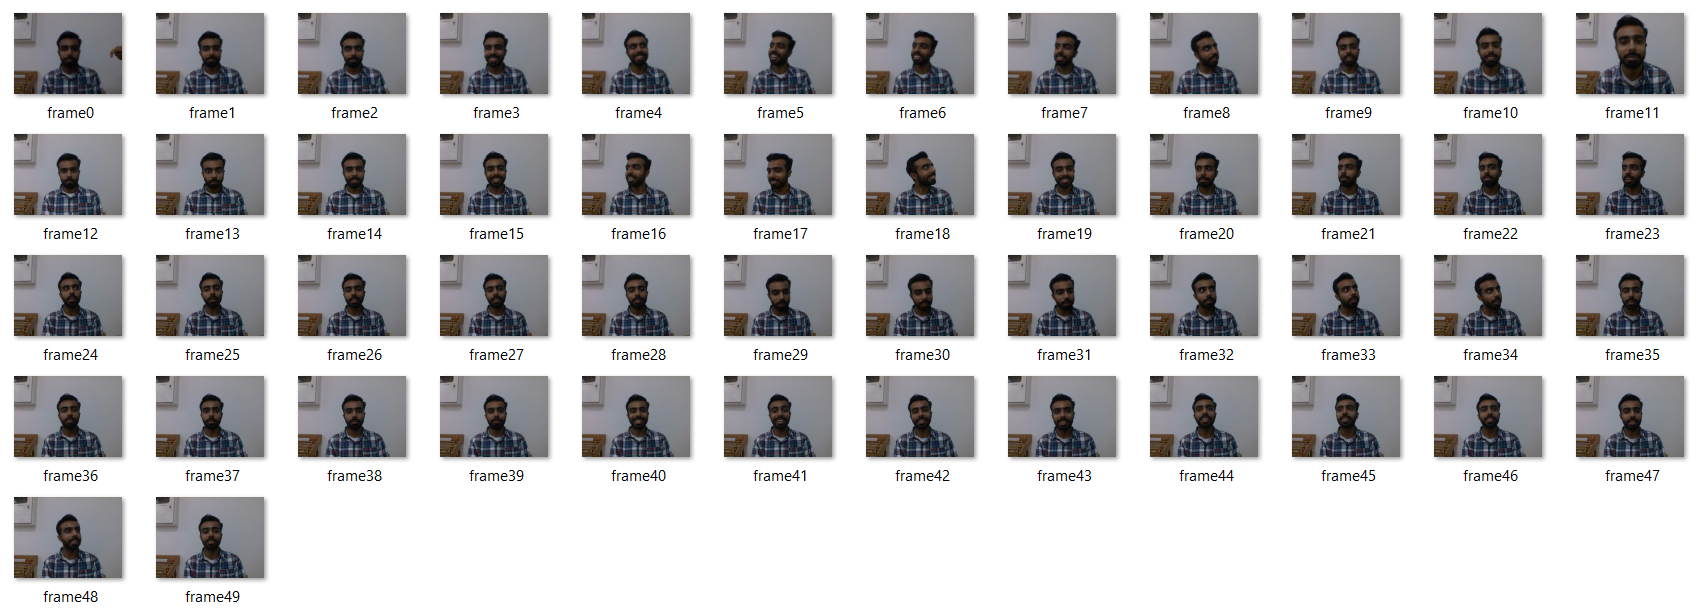 frame0 frame1 frame2 frame3 frame4 frame5 frame6 frame7 frame8 frame9 frame10 frame11
frame12 frame13 frame14 frame15 frame16 frame17 frame18 frame19 frame20 frame21 frame22 frame23
frame24 frame25 frame26 frame27 frame28 frame29 frame30 frame31 frame32 frame33 frame34 frame35
frame36 frame37 frame38 frame39 frame40 frame41 frame42 frame43 frame44 frame45 frame46 frame47
frame48 frame49